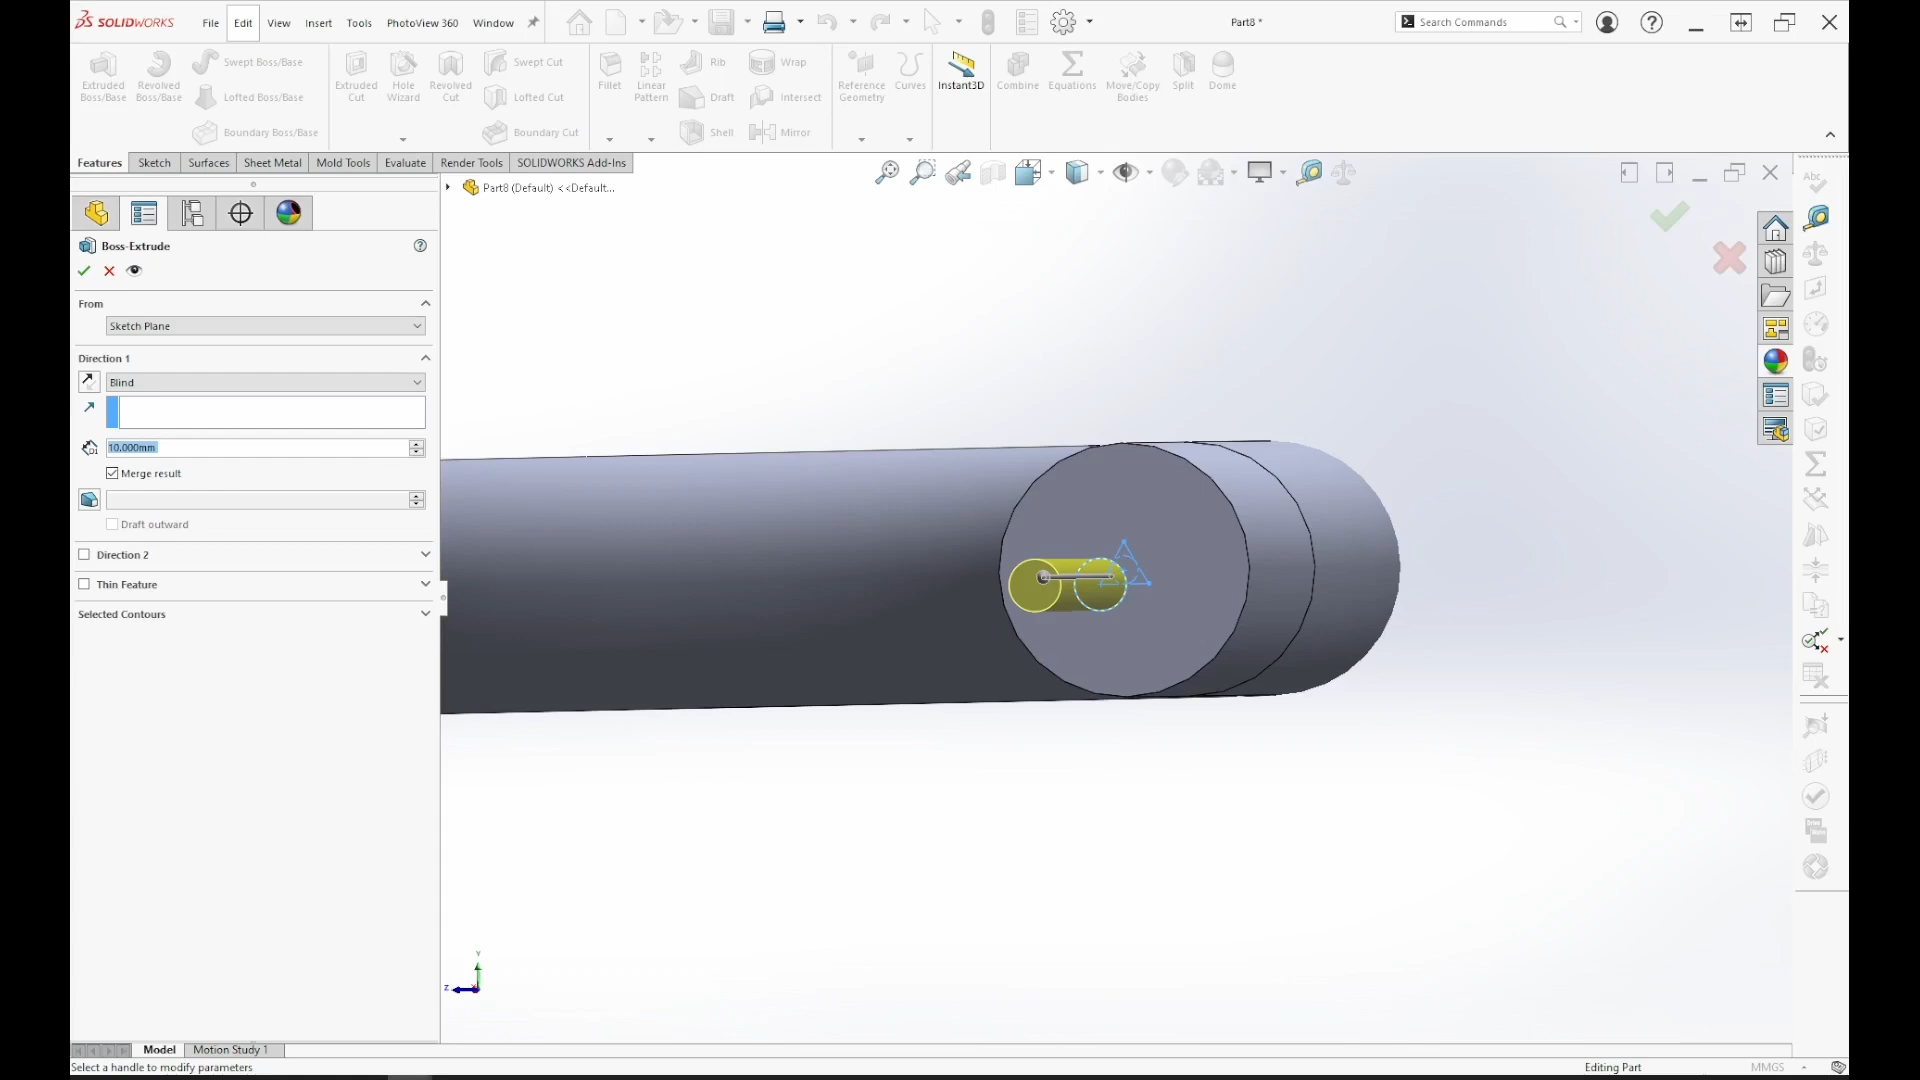 SOLIDWORKS File Edit View Insert Tools PhotoView 360 Window Part8 * Search Commands
Extruded Boss/Base
Revolved Boss/Base
Swept Boss/Base
Lofted Boss/Base
Boundary Boss/Base
Extruded Cut
Hole Wizard
Revolved Cut
Swept Cut
Lofted Cut
Boundary Cut
Fillet
Linear Pattern
Rib
Draft
Shell
Wrap
Intersect
Mirror
Reference Geometry
Curves
Instant3D
Combine
Equations
Move/Copy Bodies
Split
Dome
Features Sketch Surfaces Sheet Metal Mold Tools Evaluate Render Tools SOLIDWORKS Add-Ins
Part8 (Default) <<Default...
Boss-Extrude
From
Sketch Plane
Direction 1
Blind
D1
10.000mm
Merge result
Draft outward
Direction 2
Thin Feature
Selected Contours
Abc
Y
Z
Model Motion Study 1
Select a handle to modify parameters Editing Part MMGS